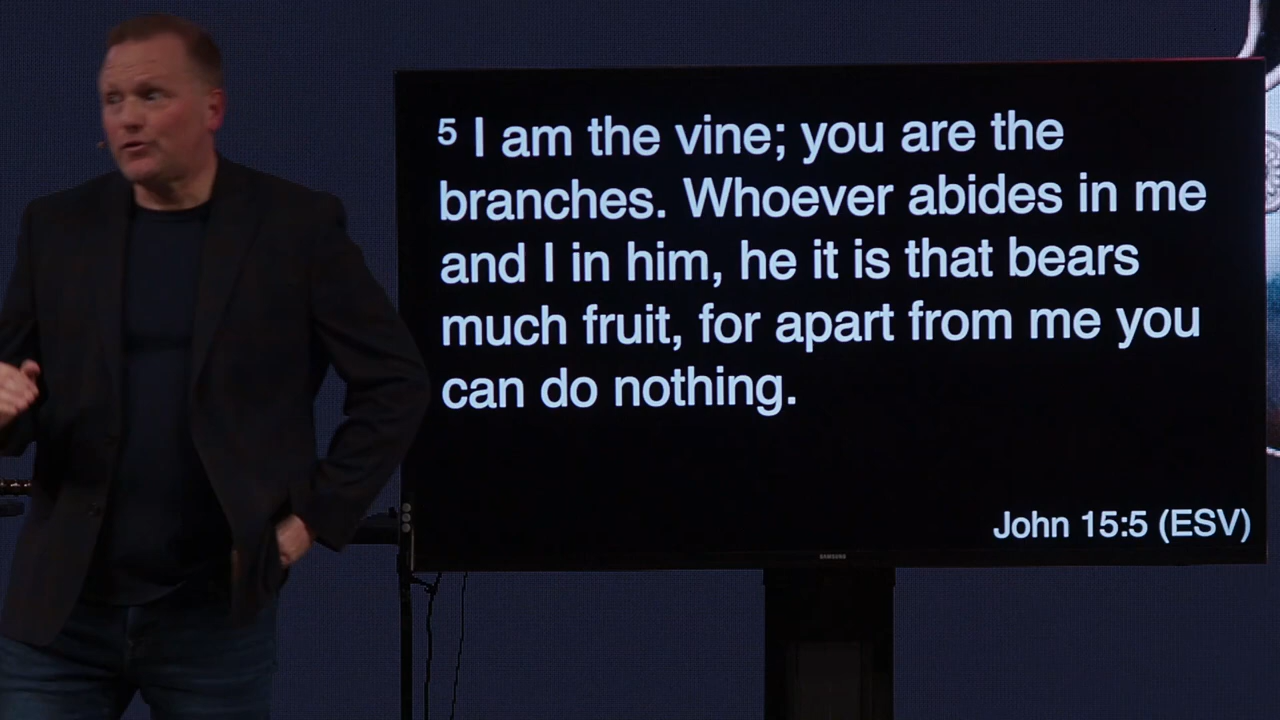 5 I am the vine; you are the
branches. Whoever abides in me
and I in him, he it is that bears
much fruit, for apart from me you
can do nothing.
John 15:5 (ESV)
SAMSUNG